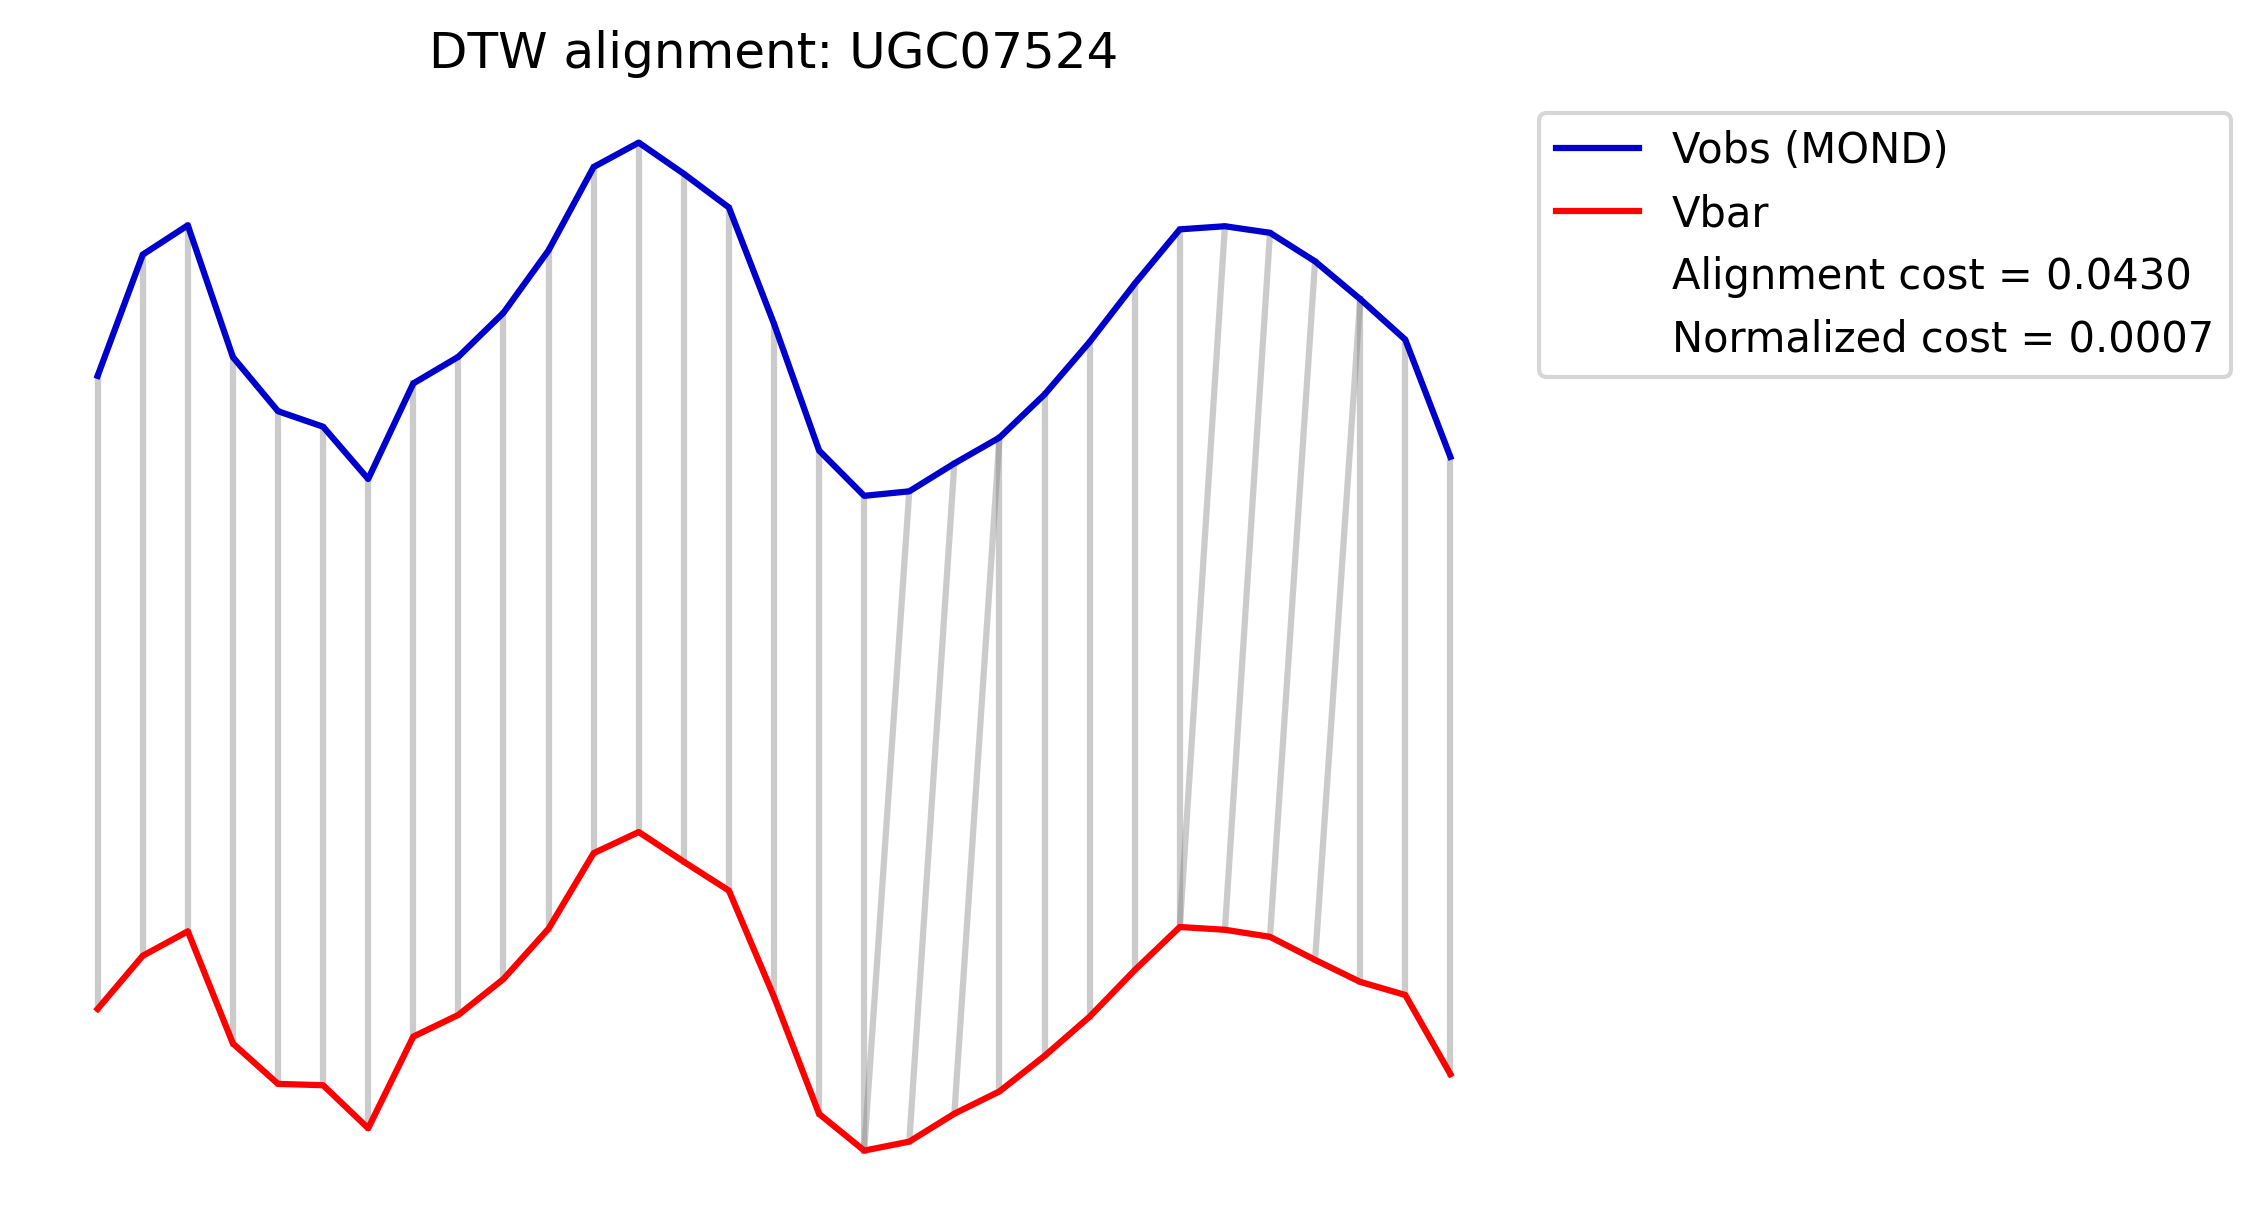 DTW alignment: UGC07524
Vobs (MOND)
Vbar
Alignment cost = 0.0430
Normalized cost = 0.0007